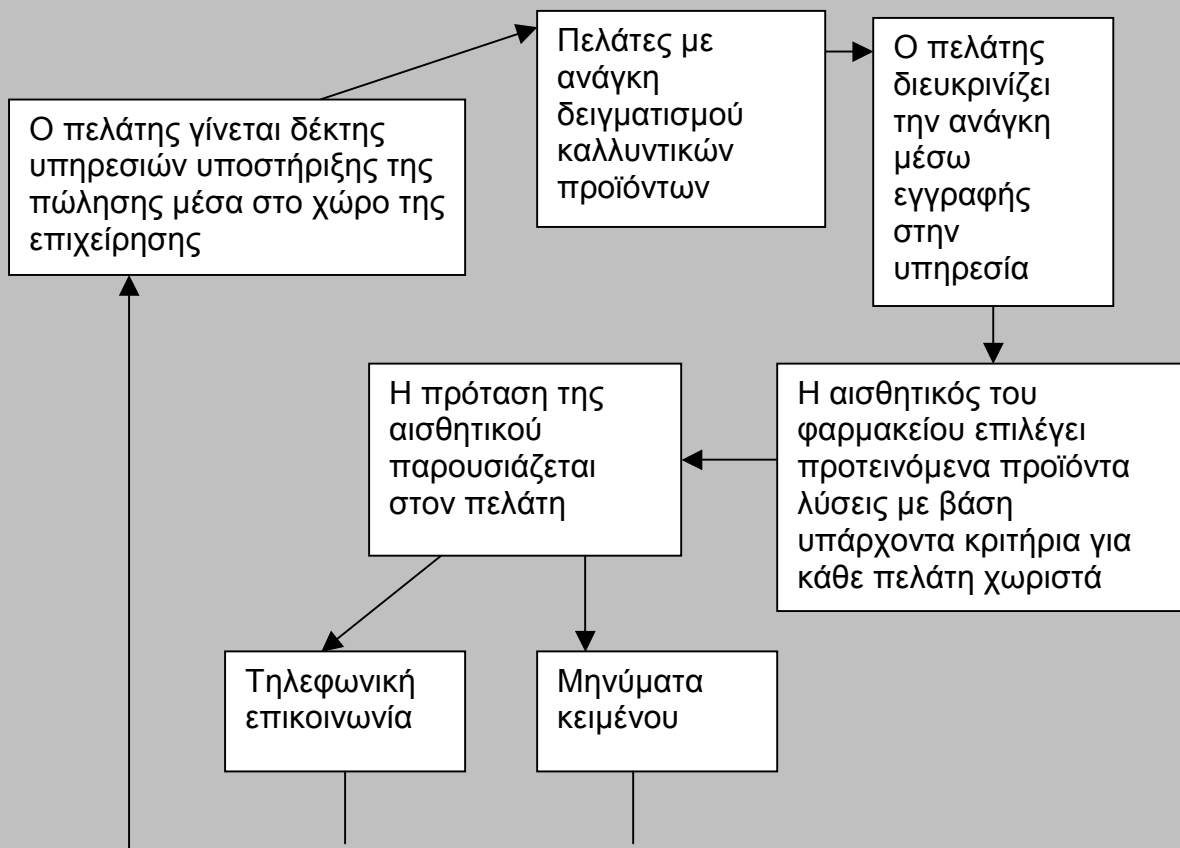 Πελάτες με
ανάγκη
δειγματισμού
καλλυντικών
προϊόντων
Ο πελάτης
διευκρινίζει
την ανάγκη
μέσω
εγγραφής
στην
υπηρεσία
Ο πελάτης γίνεται δέκτης
υπηρεσιών υποστήριξης της
πώλησης μέσα στο χώρο της
επιχείρησης
Η πρόταση της
αισθητικού
παρουσιάζεται
στον πελάτη
Η αισθητικός του
φαρμακείου επιλέγει
προτεινόμενα προϊόντα
λύσεις με βάση
υπάρχοντα κριτήρια για
κάθε πελάτη χωριστά
Τηλεφωνική
επικοινωνία
Μηνύματα
κειμένου